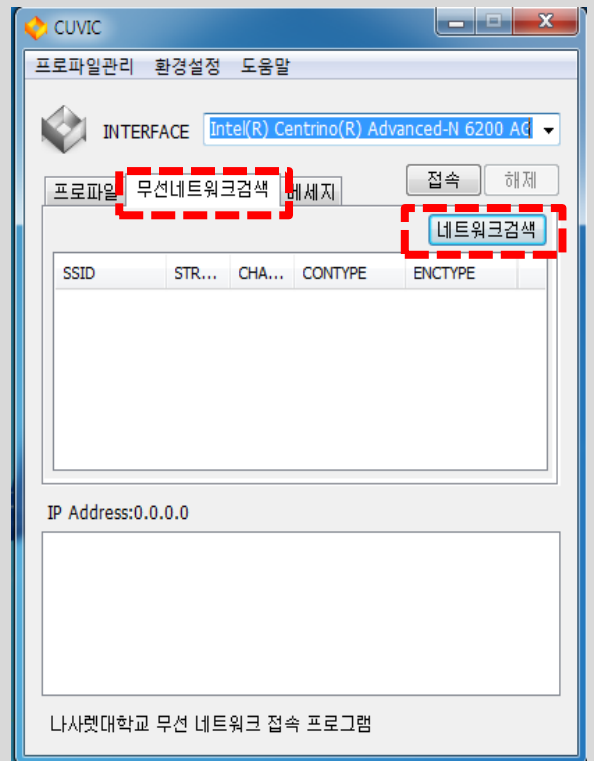 CUVIC
프로파일관리 환경설정 도움말
INTERFACE Intel(R) Centrino(R) Advanced-N 6200 AG
접속 해제
프로파일 무선네트워크검색 메세지
네트워크검색
SSID STR... CHA... CONTYPE ENCTYPE
IP Address:0.0.0.0
나사렛대학교 무선 네트워크 접속 프로그램